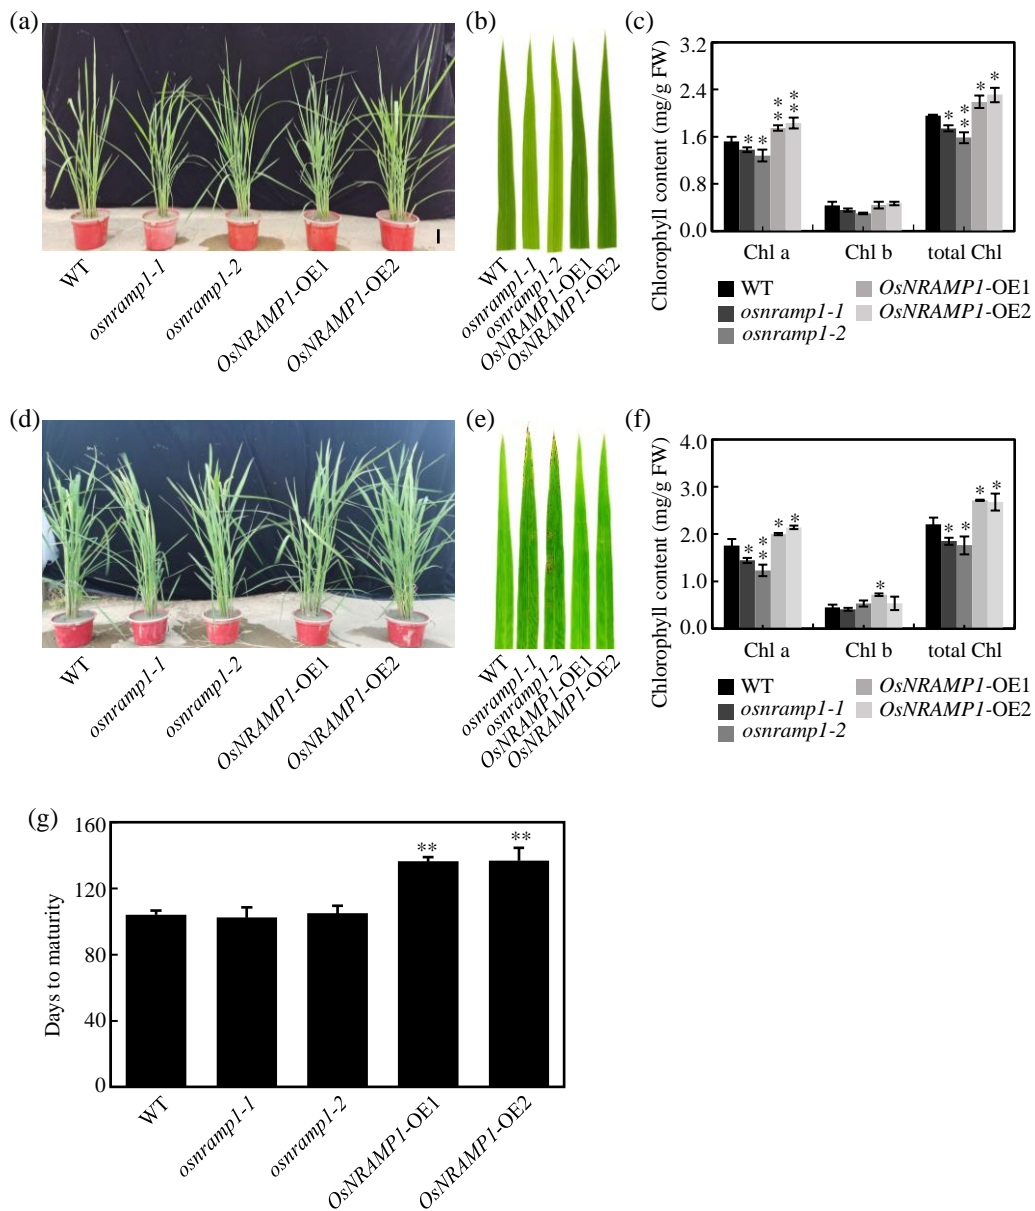 (a)
WT
osnramp1-1
osnramp1-2
OsNRAMP1-OE1
OsNRAMP1-OE2
(b)
WT
osnramp1-1
osnramp1-2
OsNRAMP1-OE1
OsNRAMP1-OE2
(c)
Chlorophyll content (mg/g FW)
3.2
2.4
1.6
0.8
0.0
* ** ** **
* ** * *
Chl a Chl b total Chl
WT
osnramp1-1
osnramp1-2
OsNRAMP1-OE1
OsNRAMP1-OE2
(d)
WT
osnramp1-1
osnramp1-2
OsNRAMP1-OE1
OsNRAMP1-OE2
(e)
WT
osnramp1-1
osnramp1-2
OsNRAMP1-OE1
OsNRAMP1-OE2
(f)
Chlorophyll content (mg/g FW)
4.0
3.0
2.0
1.0
0.0
* ** * *
*
* * * *
Chl a Chl b total Chl
WT
osnramp1-1
osnramp1-2
OsNRAMP1-OE1
OsNRAMP1-OE2
(g)
Days to maturity
160
120
80
40
0
** **
WT
osnramp1-1
osnramp1-2
OsNRAMP1-OE1
OsNRAMP1-OE2